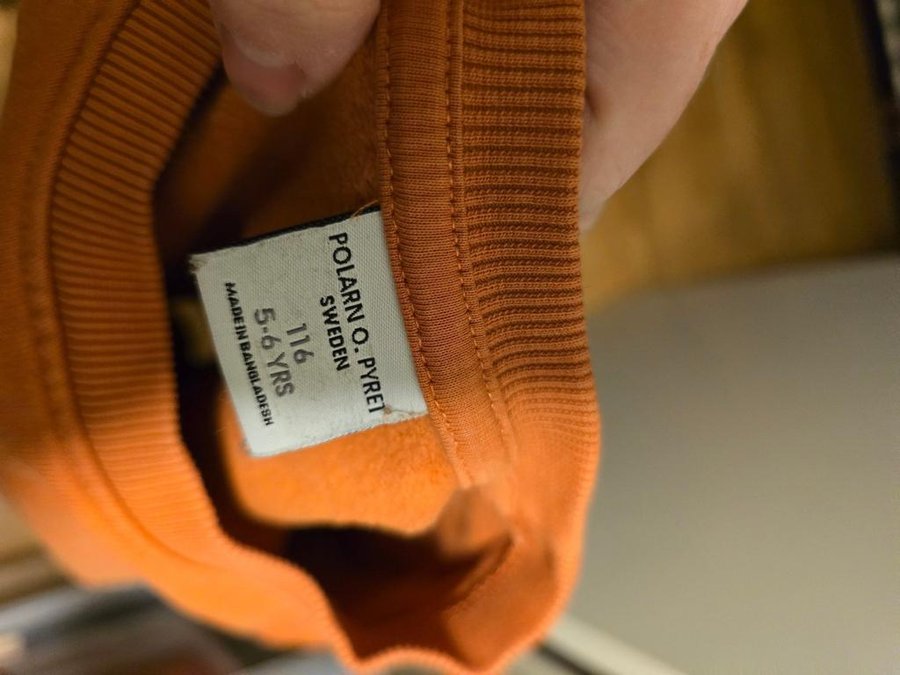 POLARN O. PYRET
SWEDEN
116
5-6 YRS
MADE IN BANGLADESH